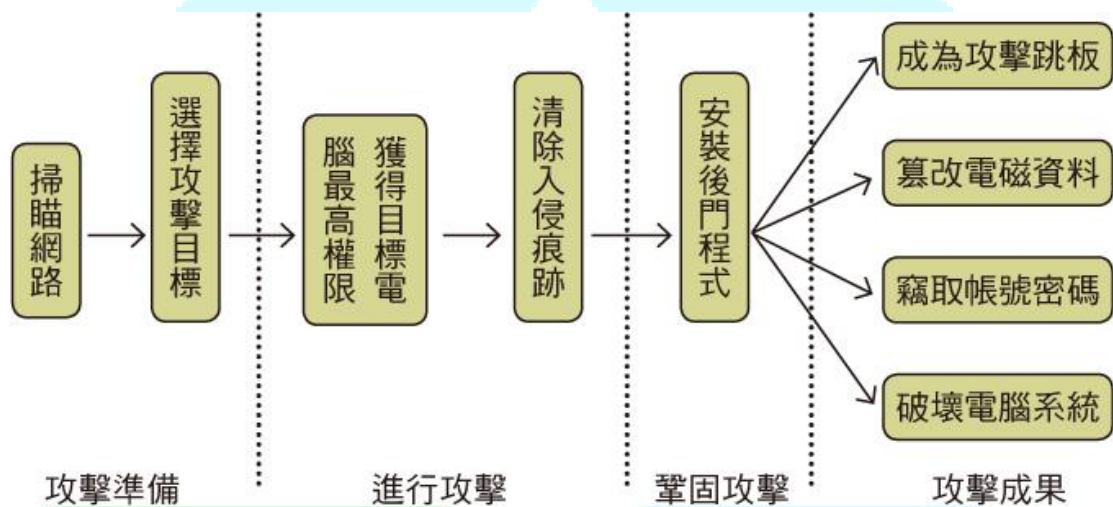 掃瞄網路
選擇攻擊目標
獲得目標電
腦最高權限
清除入侵痕跡
安裝後門程式
成為攻擊跳板
篡改電磁資料
竊取帳號密碼
破壞電腦系統
攻擊準備
進行攻擊
鞏固攻擊
攻擊成果